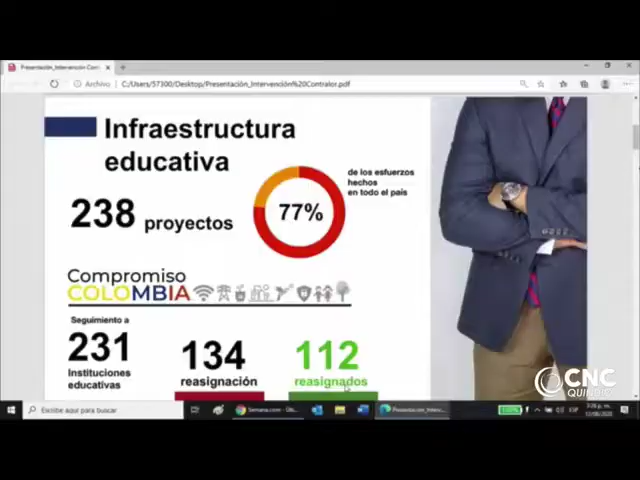 Archivo
C:/Users/57300/Desktop/Presentación_Intervención%20Contralor.pdf
Infraestructura
educativa
238 proyectos
77%
de los esfuerzos
hechos
en todo el país
Compromiso
COLOMBIA
Seguimiento a
231
Instituciones
educativas
134
reasignación
112
reasignados
CNC
QUINDÍO
Escribe aquí para buscar